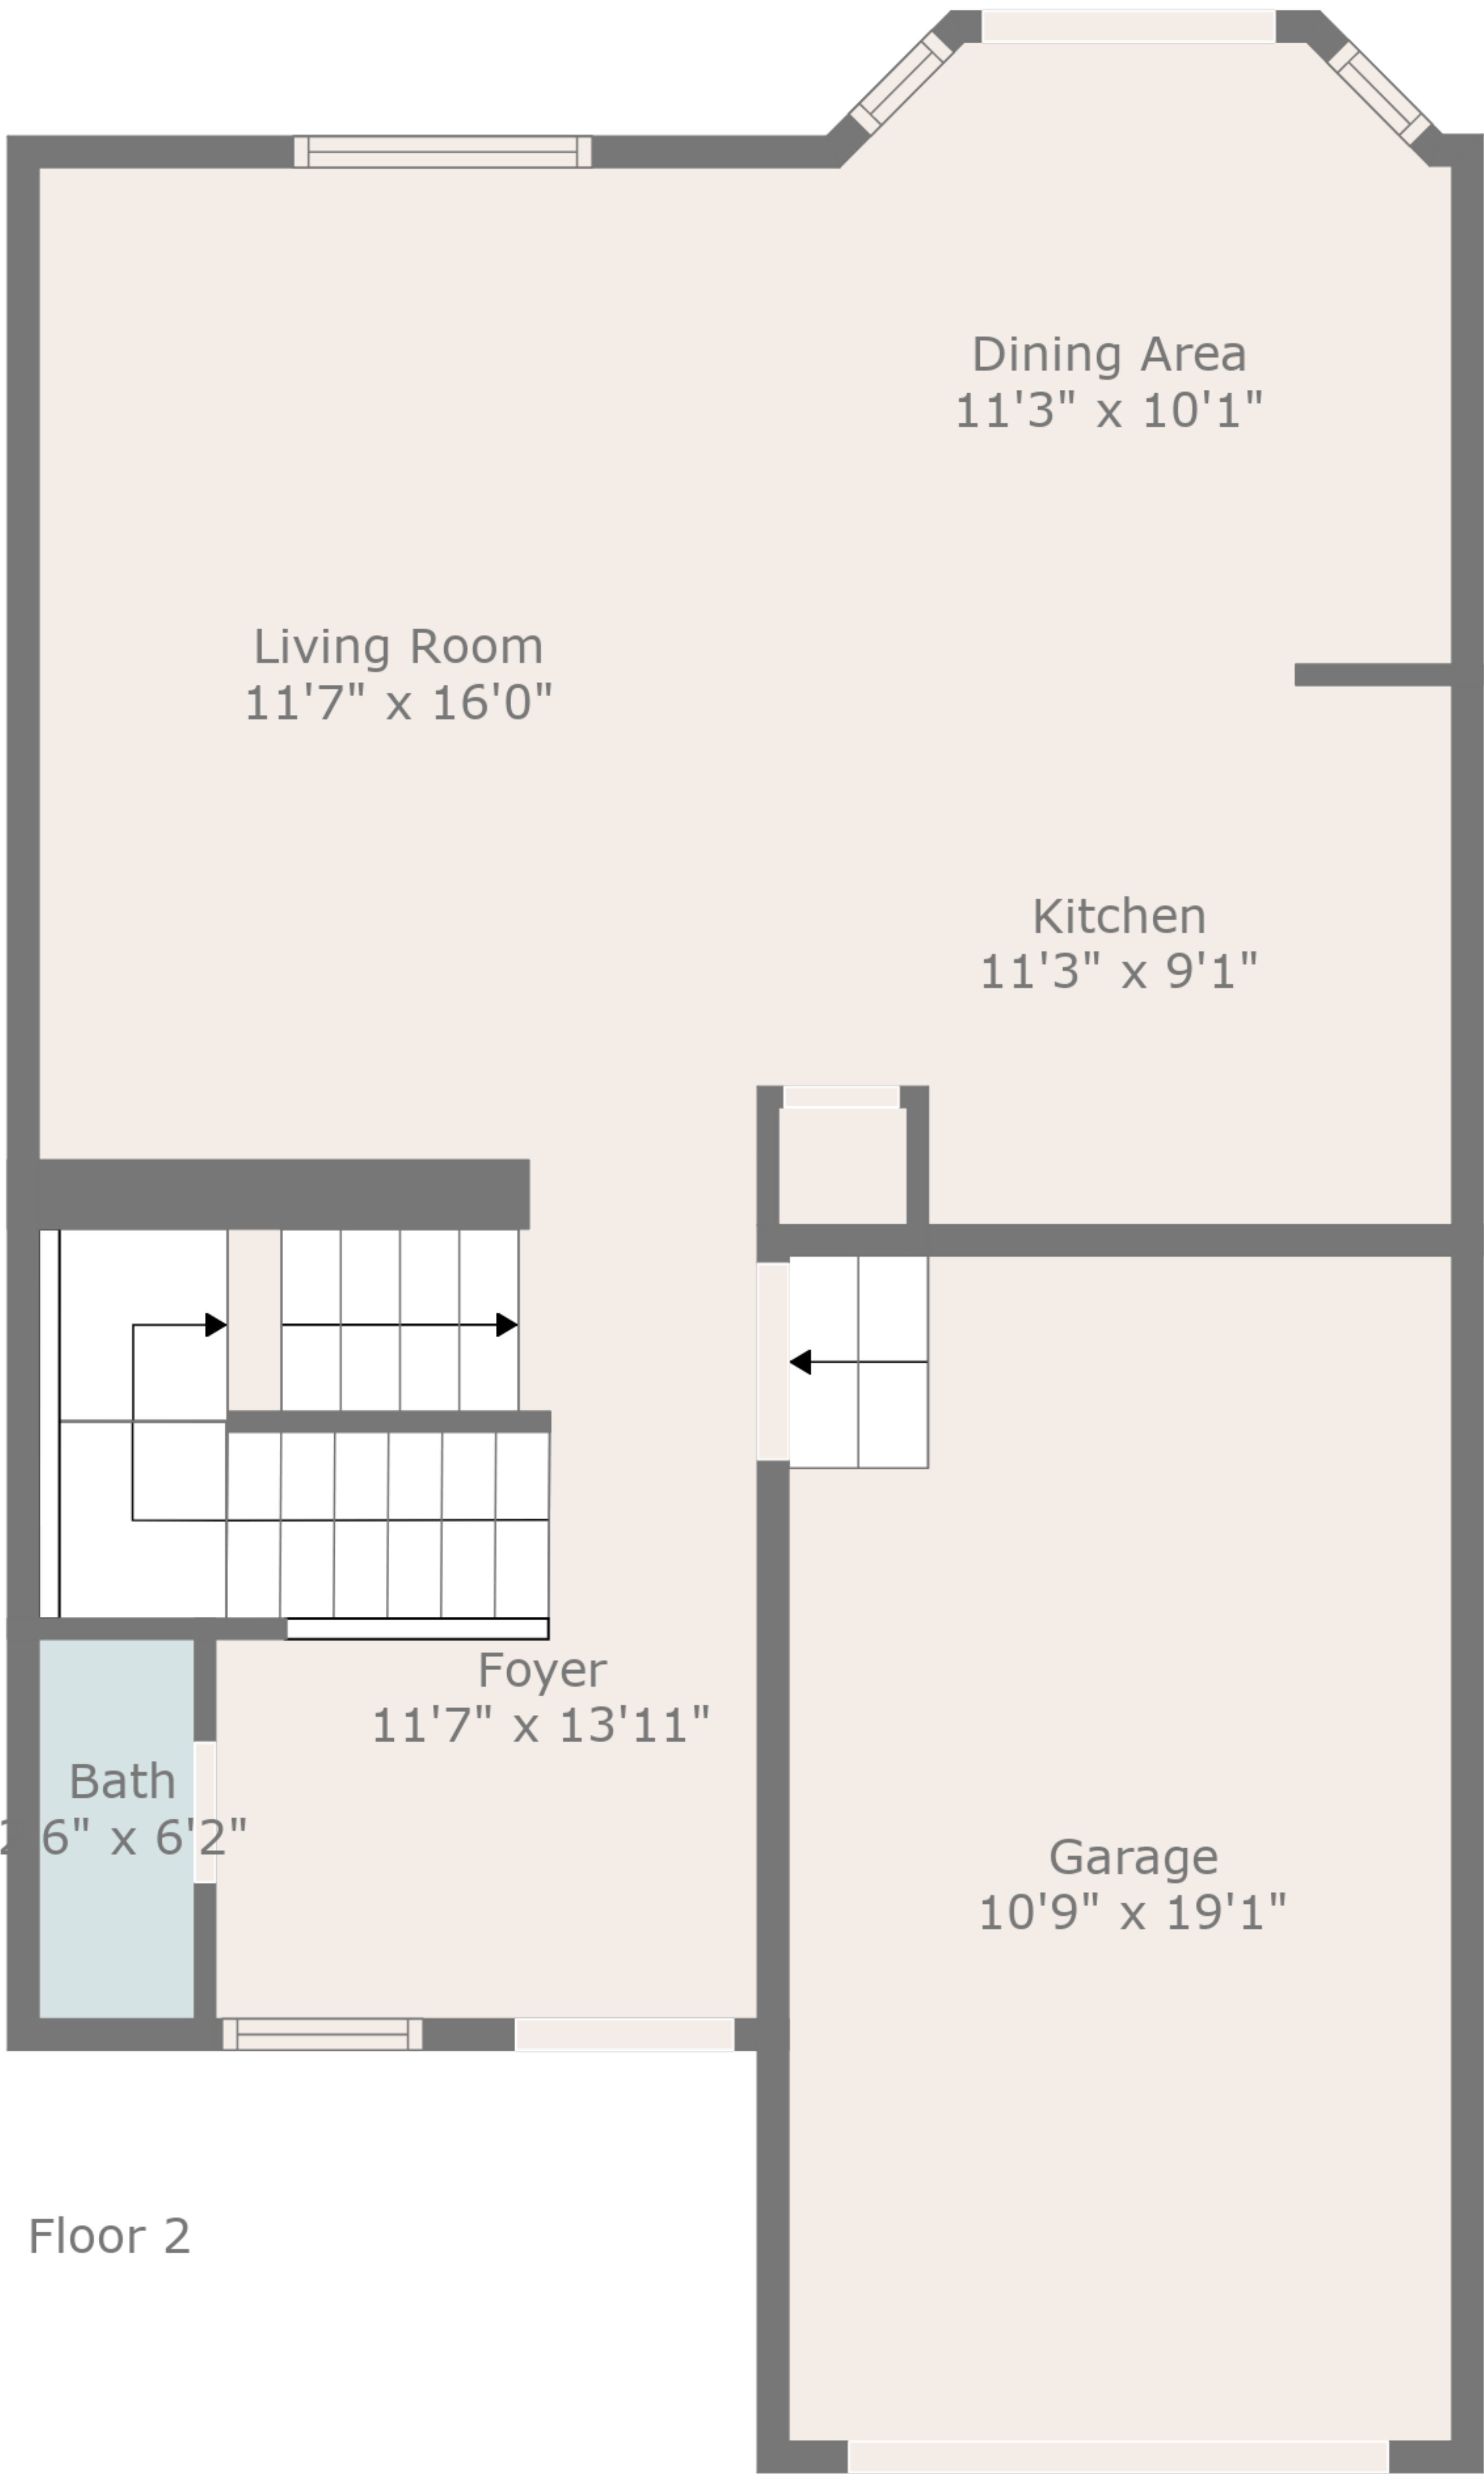 Dining Area
11'3" x 10'1"
Living Room
11'7" x 16'0"
Kitchen
11'3" x 9'1"
Foyer
11'7" x 13'11"
Bath
6" x 6'2"
Garage
10'9" x 19'1"
Floor 2